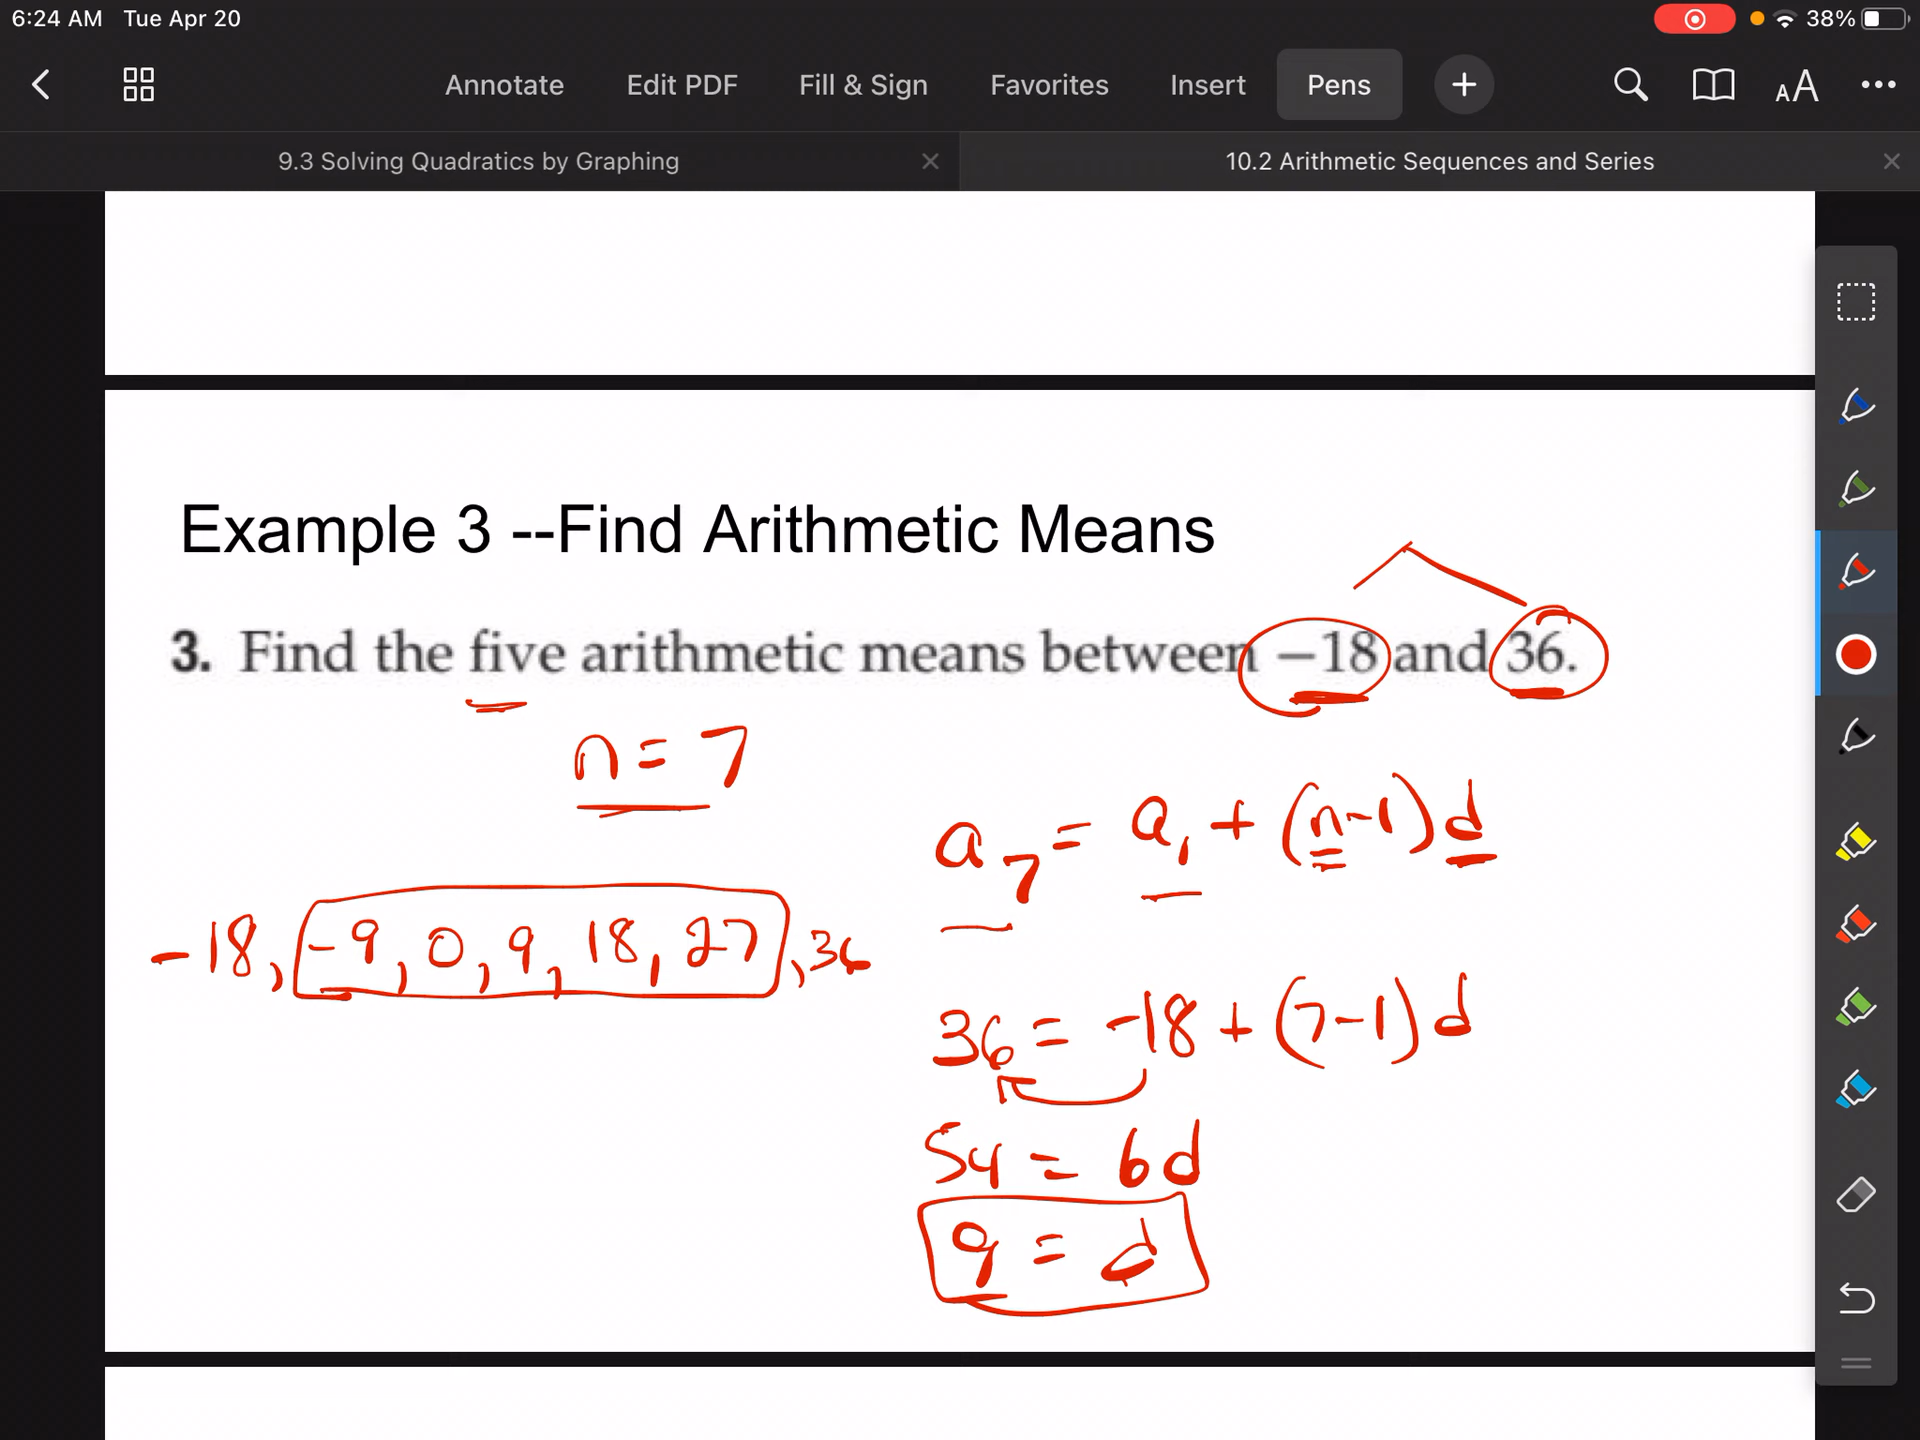 6:24 AM Tue Apr 20 38%
Annotate Edit PDF Fill & Sign Favorites Insert Pens + AA
9.3 Solving Quadratics by Graphing × 10.2 Arithmetic Sequences and Series ×
Example 3 --Find Arithmetic Means
3. Find the five arithmetic means between −18 and 36.
n = 7
a₇ = a₁ + (n-1)d
-18, -9, 0, 9, 18, 27, 36
36 = -18 + (7-1)d
54 = 6d
9 = d